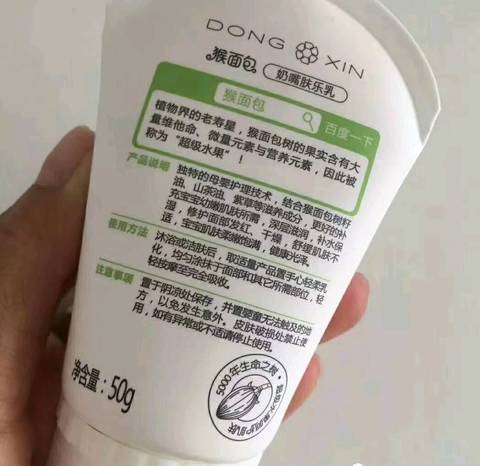 DONG XIN
猴面包 奶嘴肤乐乳
猴面包 百度一下
植物界的老寿星，猴面包树的果实含有大
量维他命、微量元素与营养元素，因此被
称为“超级水果”！
产品说明 独特的母婴护理技术，结合猴面包树籽
油、山茶油、紫草等滋养成分，更好的补
充宝宝幼嫩肌肤所需，深层滋润、补水保
湿，修护面部发红、干燥，舒缓肌肤不
适，宝宝肌肤柔嫩饱满，健康光泽。
使用方法 沐浴或洁肤后，取适量产品置手心轻柔乳
化，均匀涂抹于面部和其它所需部位，轻
轻按摩至完全吸收。
注意事项 置于阴凉处保存，并置婴童无法触及的地
方，以免发生意外。皮肤破损处禁止使
用，如有异常或不适请停止使用。
净含量：50g
5000年生命之树